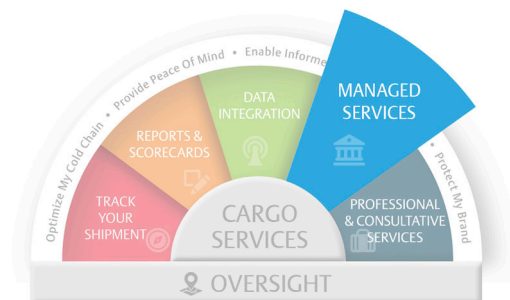 Optimize My Cold Chain • Provide Peace Of Mind • Enable Informe
• Protect My Brand
TRACK
YOUR
SHIPMENT
REPORTS &
SCORECARDS
DATA
INTEGRATION
MANAGED
SERVICES
PROFESSIONAL
& CONSULTATIVE
SERVICES
CARGO
SERVICES
OVERSIGHT